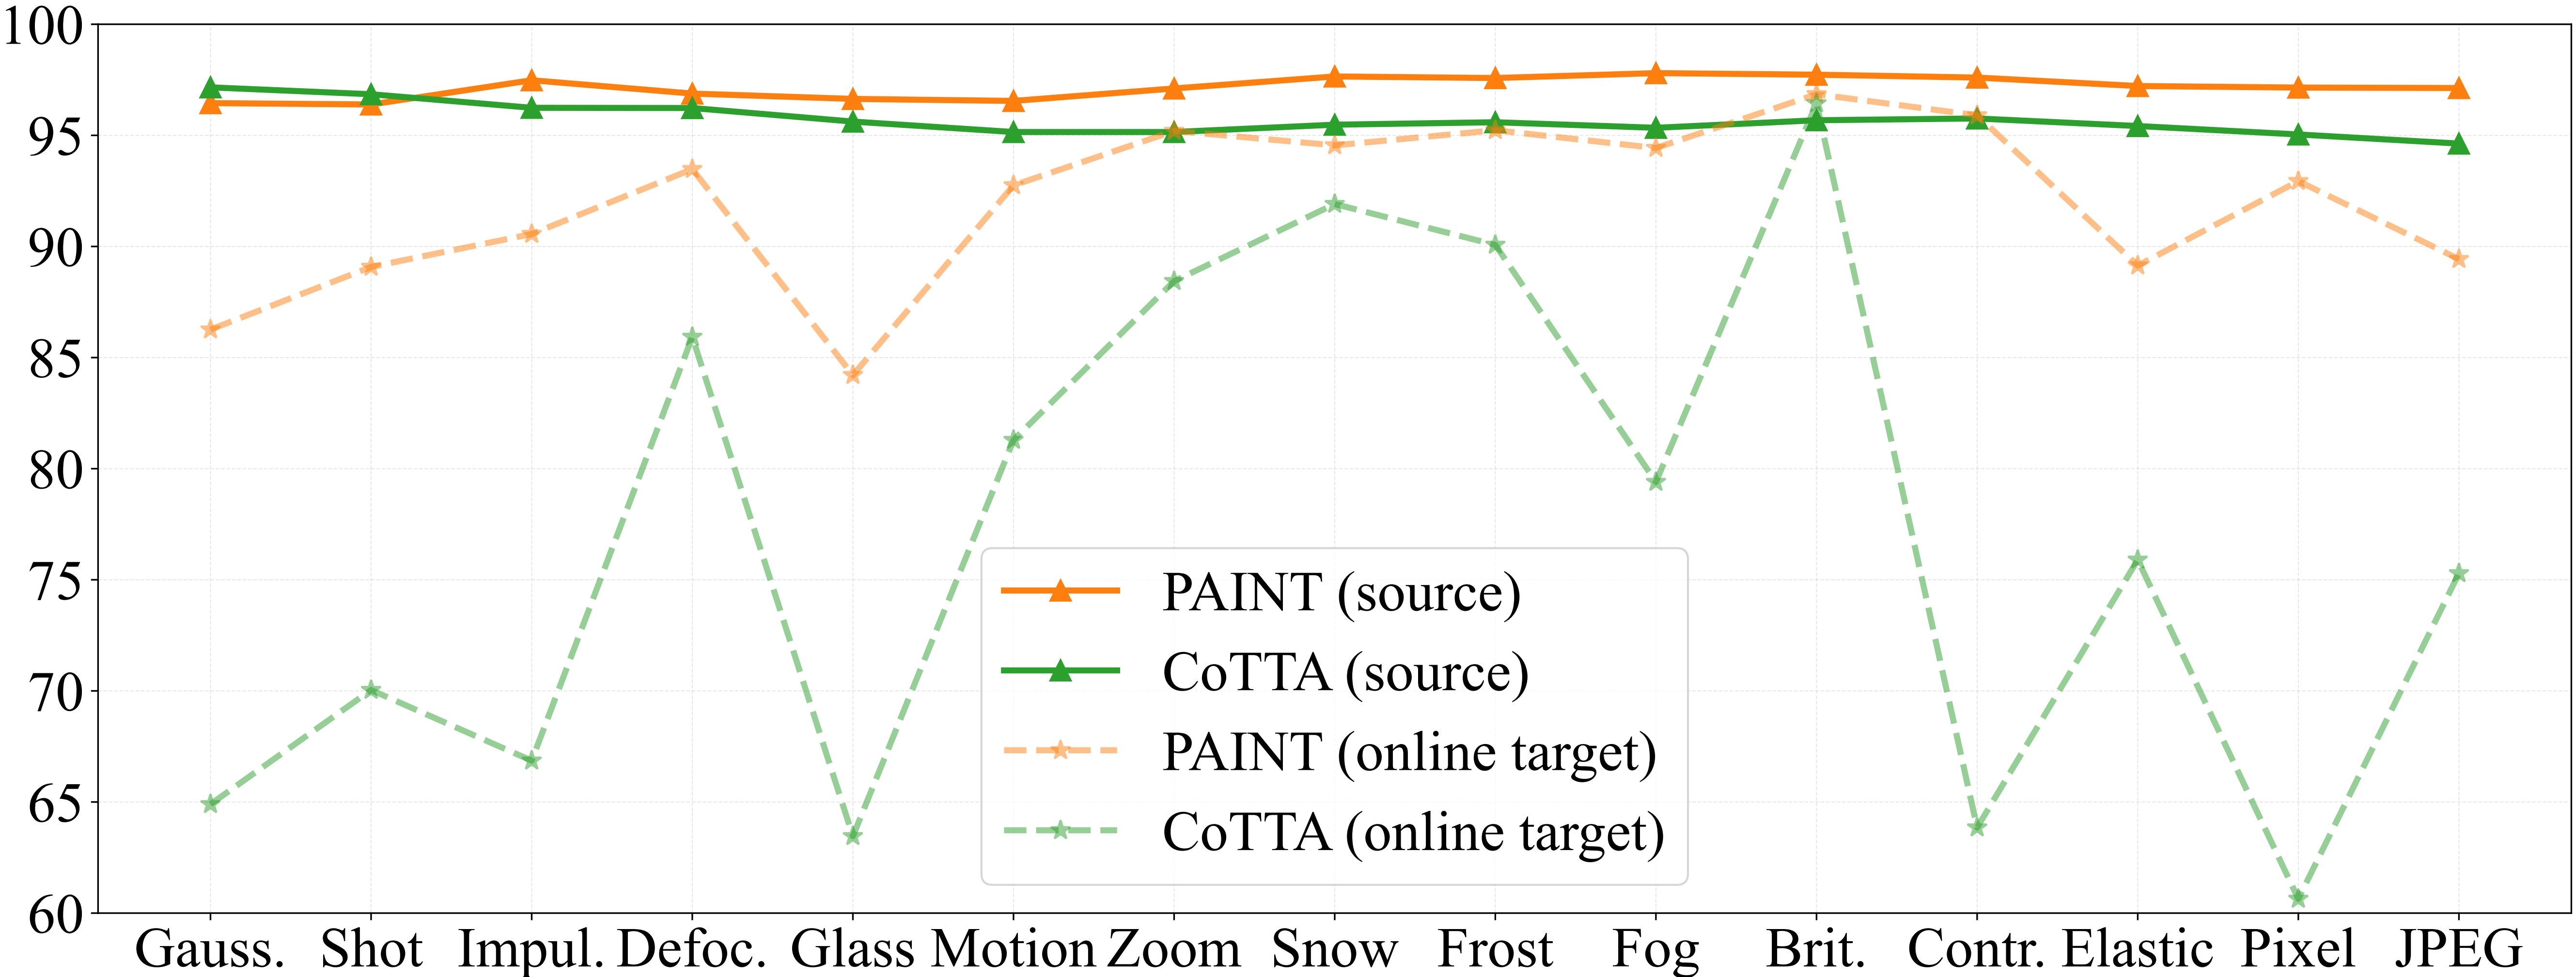 100
95
90
85
80
75
70
65
60
PAINT (source)
CoTTA (source)
PAINT (online target)
CoTTA (online target)
Gauss. Shot Impul. Defoc. Glass Motion Zoom Snow Frost Fog Brit. Contr. Elastic Pixel JPEG